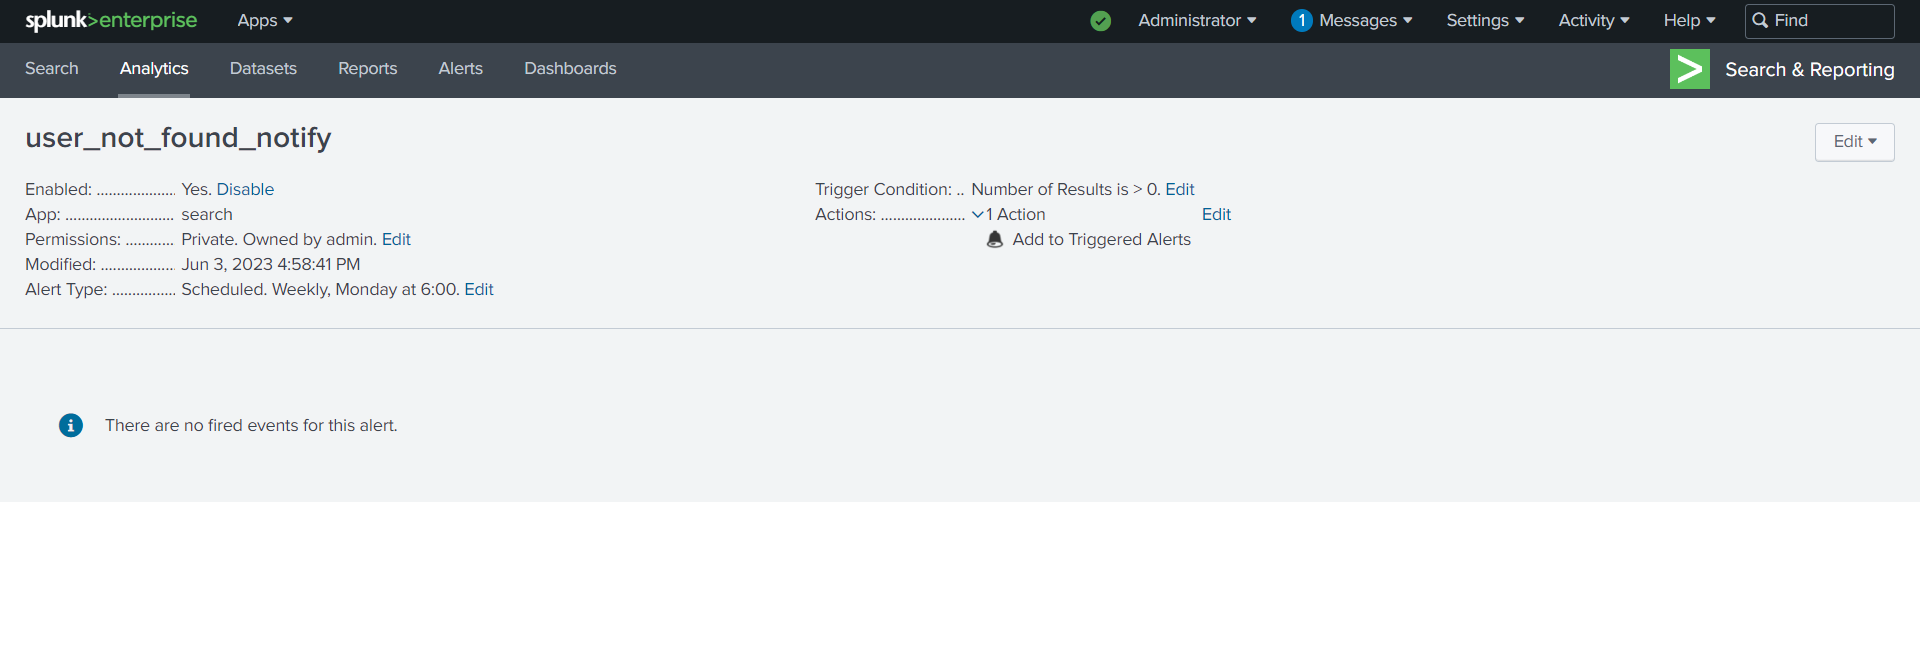 splunk>enterprise Apps Administrator 1 Messages Settings Activity Help Find
Search Analytics Datasets Reports Alerts Dashboards > Search & Reporting
user_not_found_notify
Edit
Enabled: ................... Yes. Disable
App: .......................... search
Permissions: ............ Private. Owned by admin. Edit
Modified: .................. Jun 3, 2023 4:58:41 PM
Alert Type: ................ Scheduled. Weekly, Monday at 6:00. Edit
Trigger Condition: .. Number of Results is > 0. Edit
Actions: ..................... 1 Action Edit
Add to Triggered Alerts
i There are no fired events for this alert.